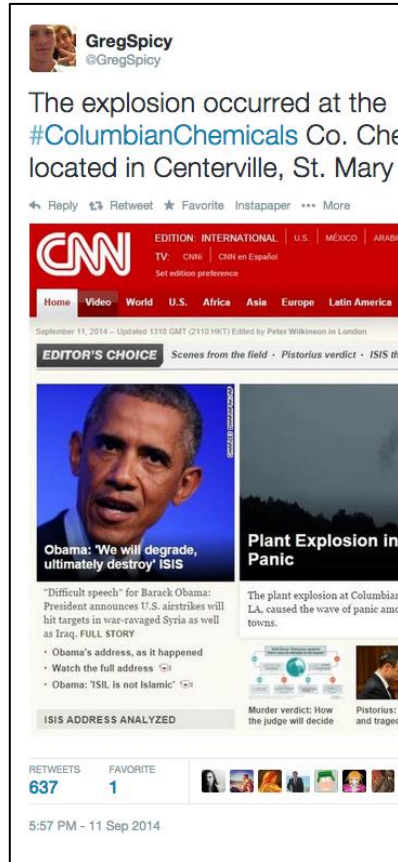 GregSpicy
@GregSpicy
The explosion occurred at the
#ColumbianChemicals Co. Che
located in Centerville, St. Mary
Reply Retweet Favorite Instapaper More
CNN
EDITION: INTERNATIONAL U.S. MÉXICO ARABI
TV: CNNi CNN en Español
Set edition preference
Home Video World U.S. Africa Asia Europe Latin America
September 11, 2014 -- Updated 1310 GMT (2110 HKT) Edited by Peter Wilkinson in London
EDITOR'S CHOICE Scenes from the field · Pistorius verdict · ISIS th
Obama: 'We will degrade,
ultimately destroy' ISIS
"Difficult speech" for Barack Obama:
President announces U.S. airstrikes will
hit targets in war-ravaged Syria as well
as Iraq. FULL STORY
· Obama's address, as it happened
· Watch the full address
· Obama: 'ISIL is not Islamic'
ISIS ADDRESS ANALYZED
Plant Explosion in
Panic
The plant explosion at Columbian
LA, caused the wave of panic amo
towns.
Murder verdict: How
the judge will decide
Pistorius:
and traged
RETWEETS FAVORITE
637 1
5:57 PM - 11 Sep 2014